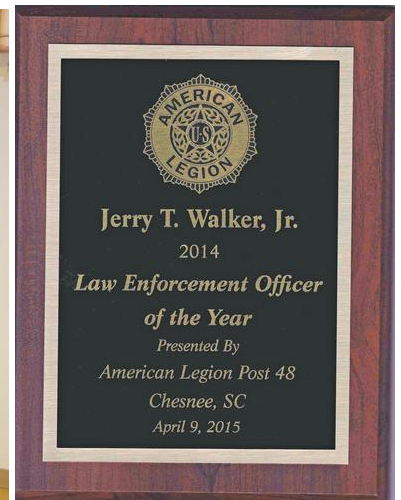 AMERICAN
U·S
LEGION
Jerry T. Walker, Jr.
2014
Law Enforcement Officer
of the Year
Presented By
American Legion Post 48
Chesnee, SC
April 9, 2015